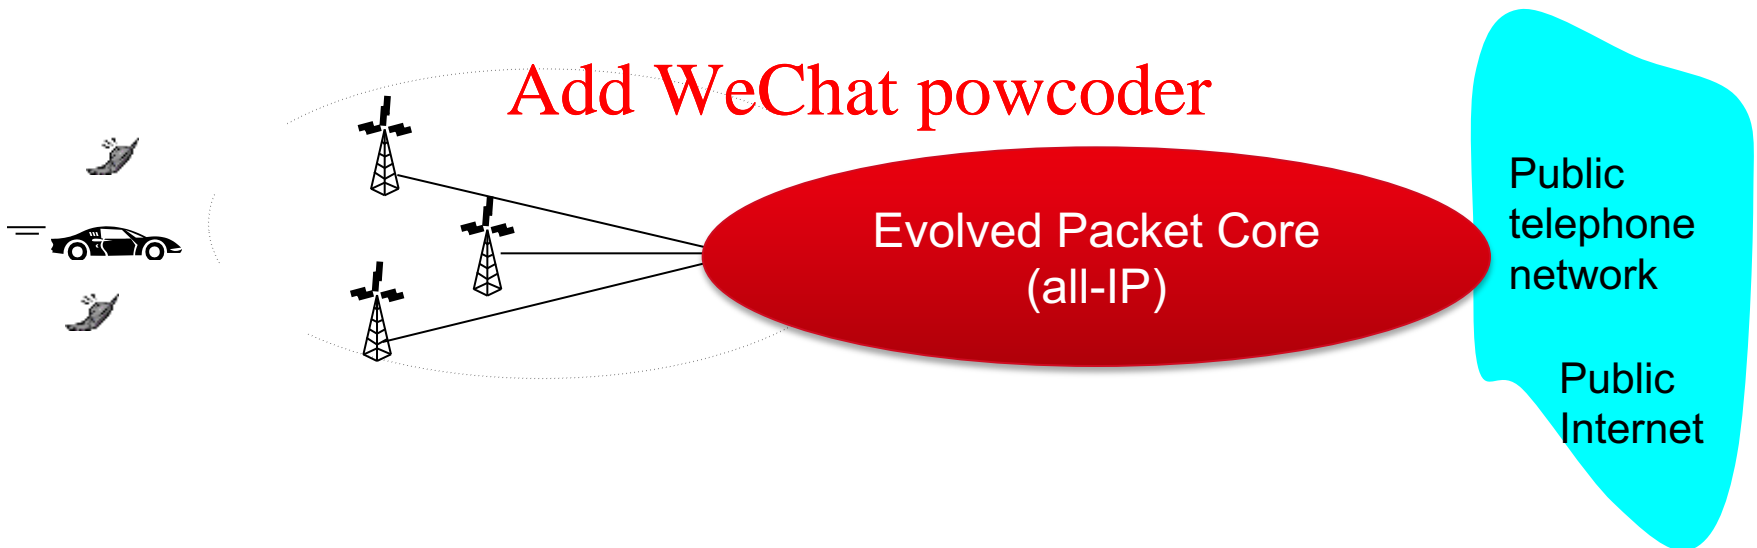 Add WeChat powcoder
Evolved Packet Core
(all-IP)
Public
telephone
network
Public
Internet